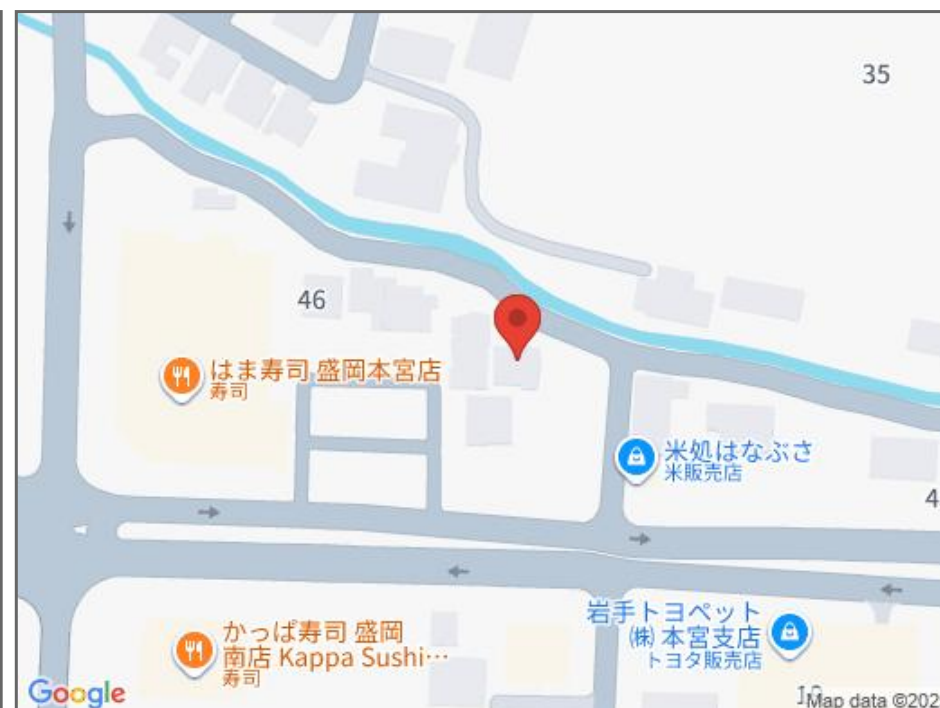 35
46
はま寿司 盛岡本宮店
寿司
米処はなぶさ
米販売店
4
岩手トヨペット
(株) 本宮支店
トヨタ販売店
かっぱ寿司 盛岡
南店 Kappa Sushi…
寿司
Google
Map data ©202